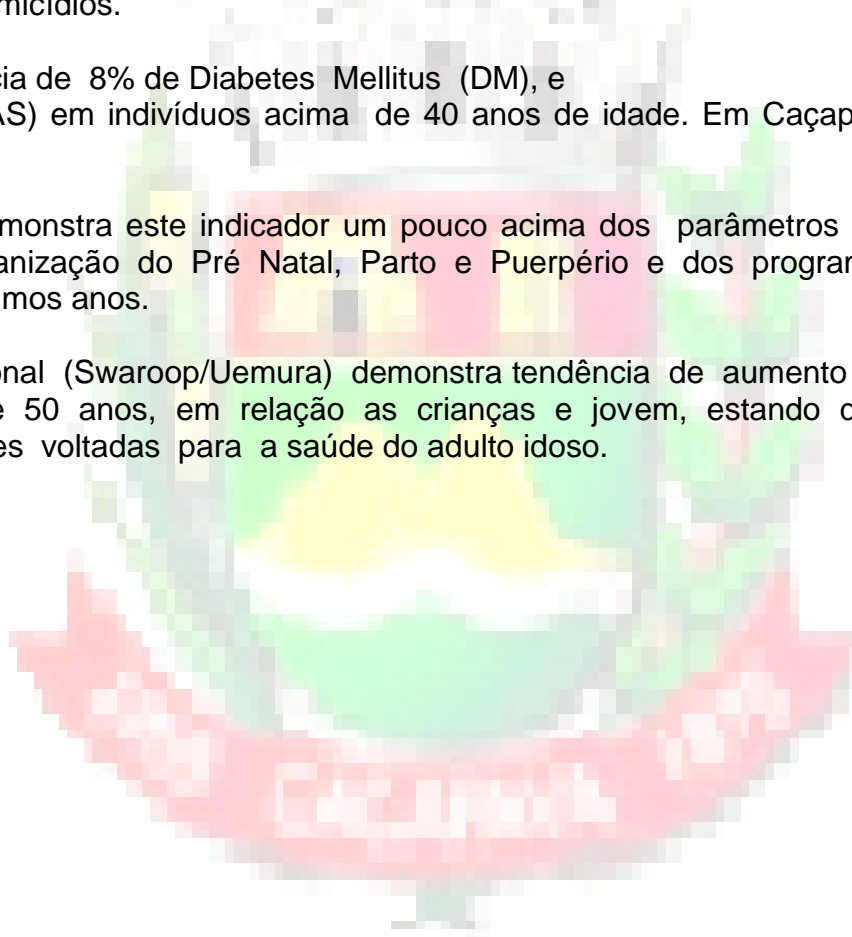 micídios.
cia de 8% de Diabetes Mellitus (DM), e
AS) em indivíduos acima de 40 anos de idade. Em Caçap
monstra este indicador um pouco acima dos parâmetros
anização do Pré Natal, Parto e Puerpério e dos program
mos anos.
onal (Swaroop/Uemura) demonstra tendência de aumento
e 50 anos, em relação as crianças e jovem, estando d
es voltadas para a saúde do adulto idoso.